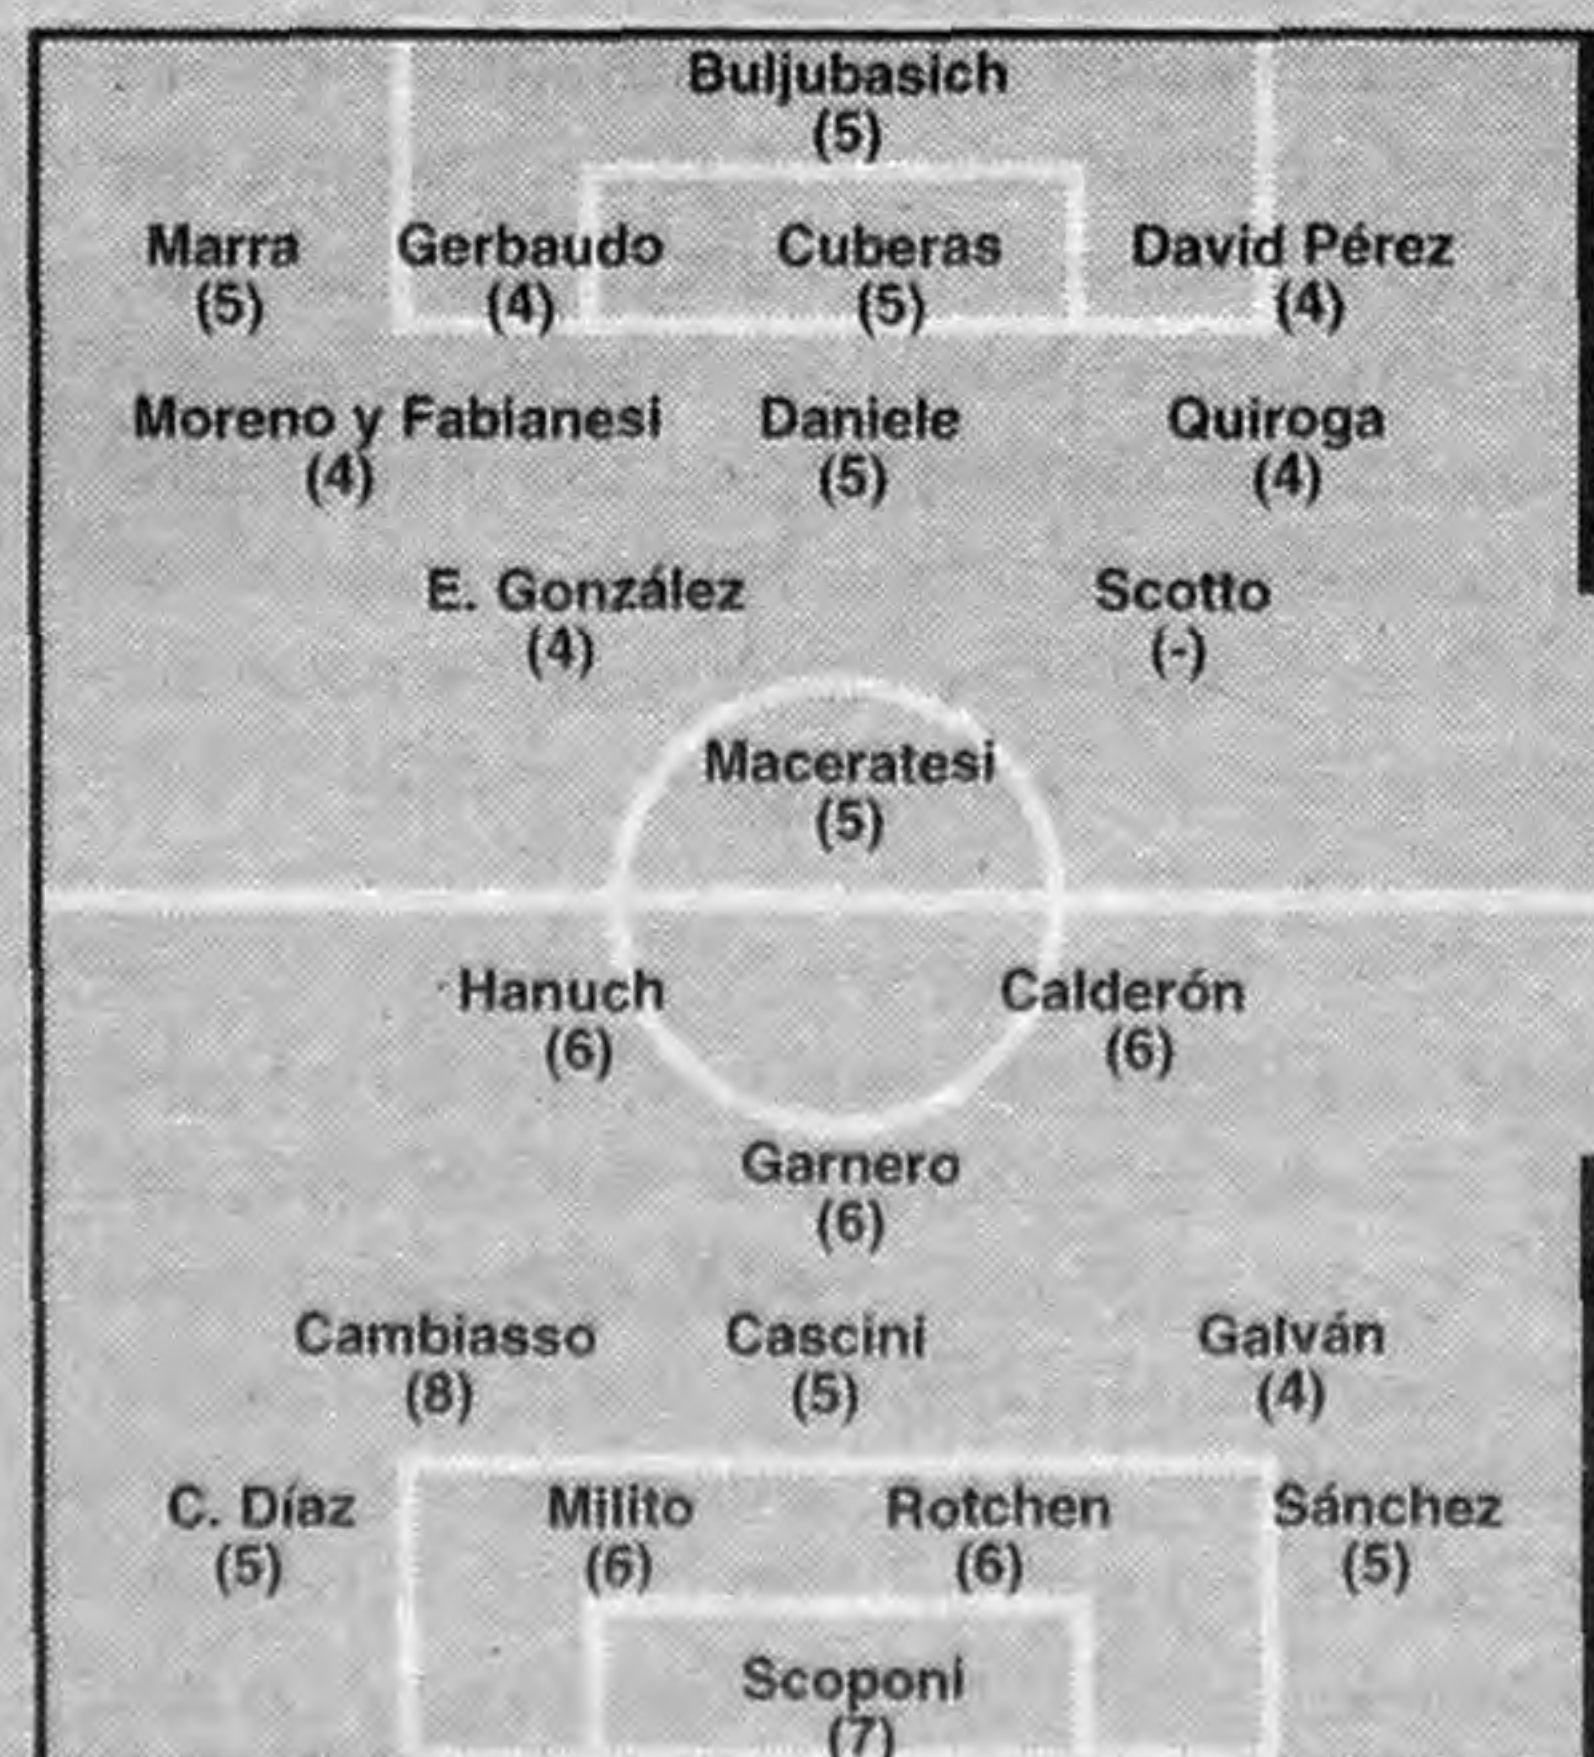 Buljubasich
(5)
Marra Gerbaudo Cuberas David Pérez
(5) (4) (5) (4)
Moreno y Fabianesi Daniele Quiroga
(4) (5) (4)
E. González Scotto
(4) (-)
Maceratesi
(5)
Hanuch Calderón
(6) (6)
Garnero
(6)
Cambiasso Cascini Galván
(8) (5) (4)
C. Díaz Milito Rotchen Sánchez
(5) (6) (6) (5)
Scoponi
(7)